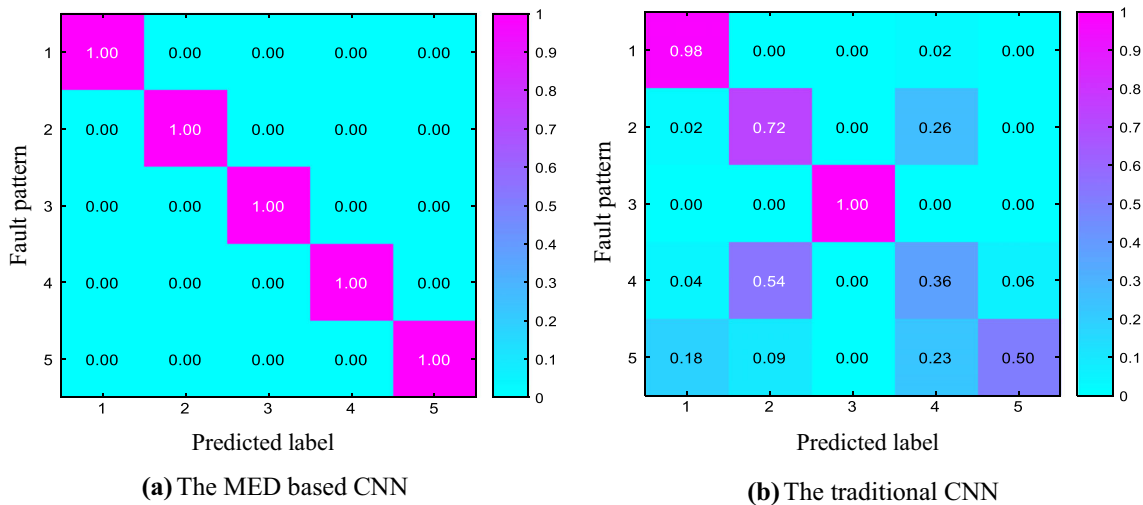 1 1.00 0.00 0.00 0.00 0.00
2 0.00 1.00 0.00 0.00 0.00
3 0.00 0.00 1.00 0.00 0.00
4 0.00 0.00 0.00 1.00 0.00
5 0.00 0.00 0.00 0.00 1.00
1 2 3 4 5
Fault pattern
Predicted label
1
0.9
0.8
0.7
0.6
0.5
0.4
0.3
0.2
0.1
0
(a) The MED based CNN
1 0.98 0.00 0.00 0.02 0.00
2 0.02 0.72 0.00 0.26 0.00
3 0.00 0.00 1.00 0.00 0.00
4 0.04 0.54 0.00 0.36 0.06
5 0.18 0.09 0.00 0.23 0.50
1 2 3 4 5
Fault pattern
Predicted label
1
0.9
0.8
0.7
0.6
0.5
0.4
0.3
0.2
0.1
0
(b) The traditional CNN